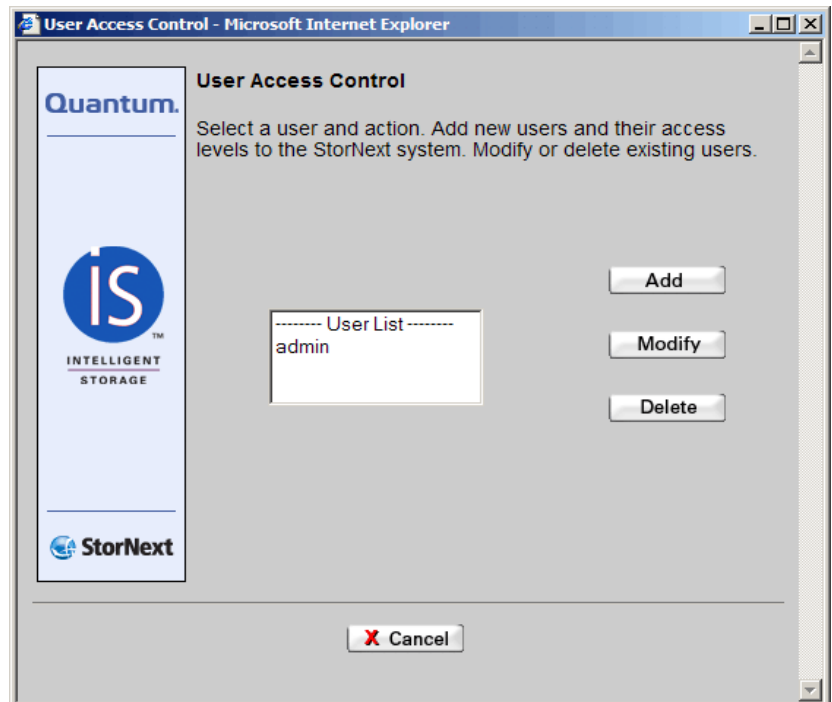 User Access Control - Microsoft Internet Explorer
Quantum.
User Access Control
Select a user and action. Add new users and their access
levels to the StorNext system. Modify or delete existing users.
iS
TM
INTELLIGENT
STORAGE
-------- User List --------
admin
Add
Modify
Delete
StorNext
X Cancel